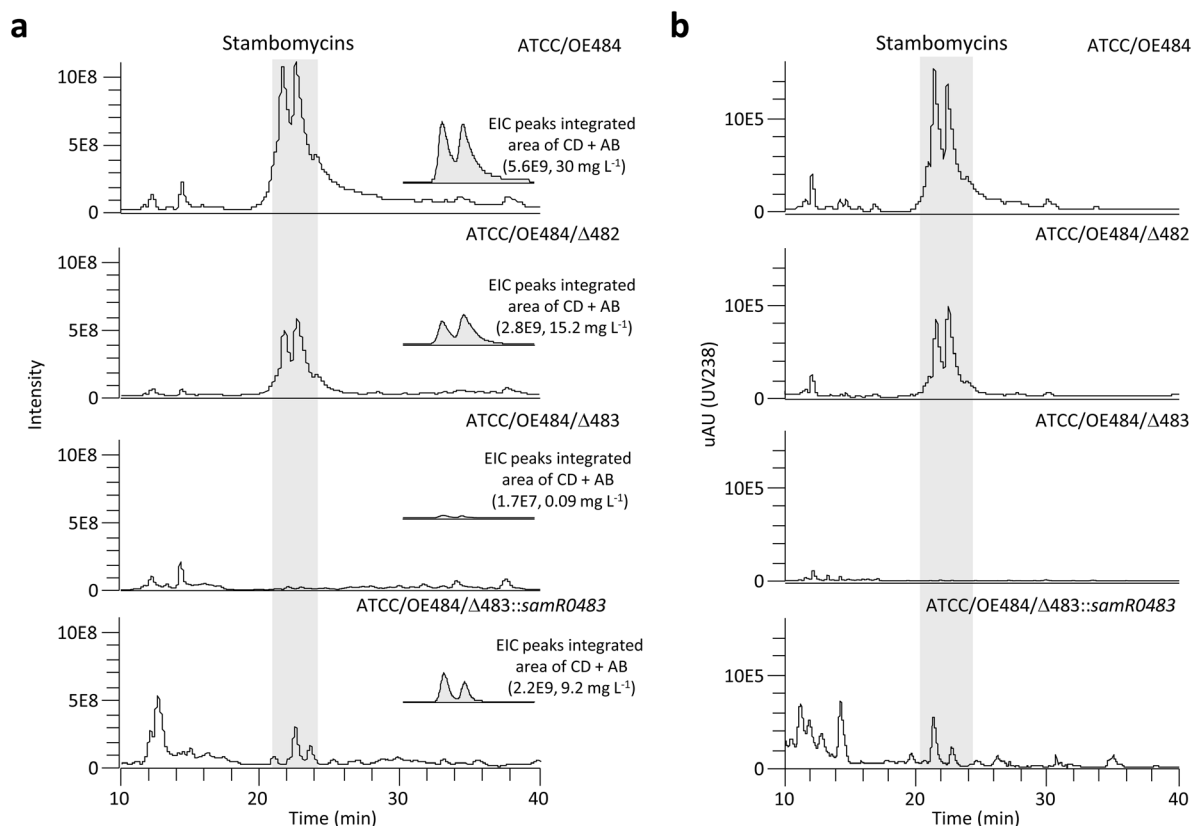 a
Stambomycins
ATCC/OE484
10E8
5E8
0
EIC peaks integrated
area of CD + AB
(5.6E9, 30 mg L-1)
ATCC/OE484/Δ482
10E8
5E8
0
EIC peaks integrated
area of CD + AB
(2.8E9, 15.2 mg L-1)
ATCC/OE484/Δ483
10E8
5E8
0
EIC peaks integrated
area of CD + AB
(1.7E7, 0.09 mg L-1)
ATCC/OE484/Δ483::samR0483
10E8
5E8
0
EIC peaks integrated
area of CD + AB
(2.2E9, 9.2 mg L-1)
Intensity
10
20
30
40
Time (min)
b
Stambomycins
ATCC/OE484
10E5
0
ATCC/OE484/Δ482
10E5
0
ATCC/OE484/Δ483
10E5
0
ATCC/OE484/Δ483::samR0483
10E5
0
uAU (UV238)
10
20
30
40
Time (min)